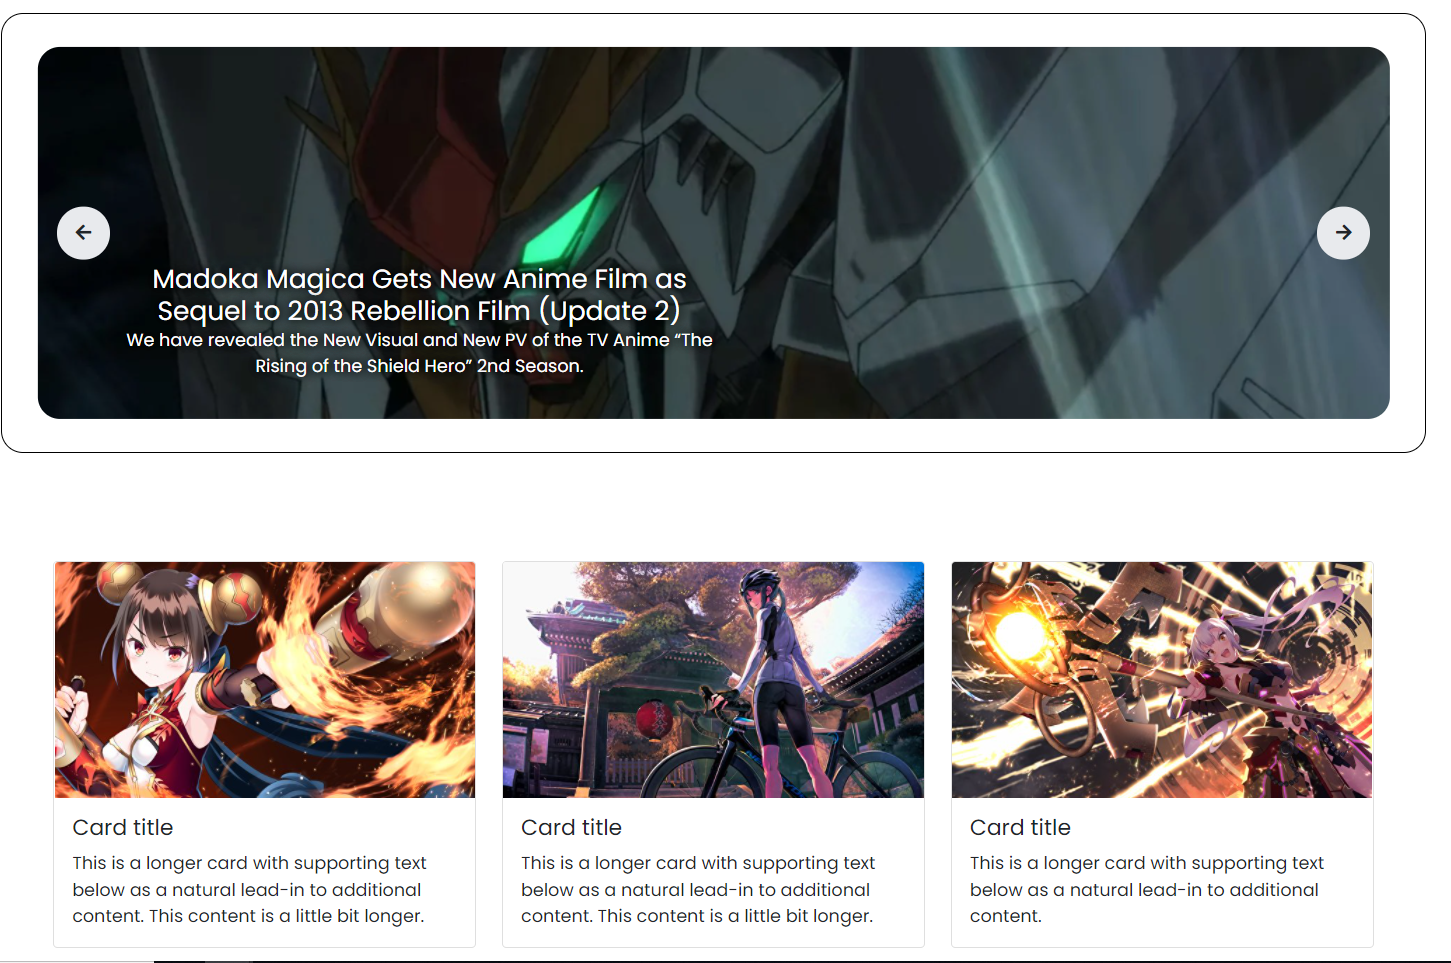 Madoka Magica Gets New Anime Film as
Sequel to 2013 Rebellion Film (Update 2)
We have revealed the New Visual and New PV of the TV Anime “The
Rising of the Shield Hero” 2nd Season.
Card title
This is a longer card with supporting text
below as a natural lead-in to additional
content. This content is a little bit longer.
Card title
This is a longer card with supporting text
below as a natural lead-in to additional
content. This content is a little bit longer.
Card title
This is a longer card with supporting text
below as a natural lead-in to additional
content.